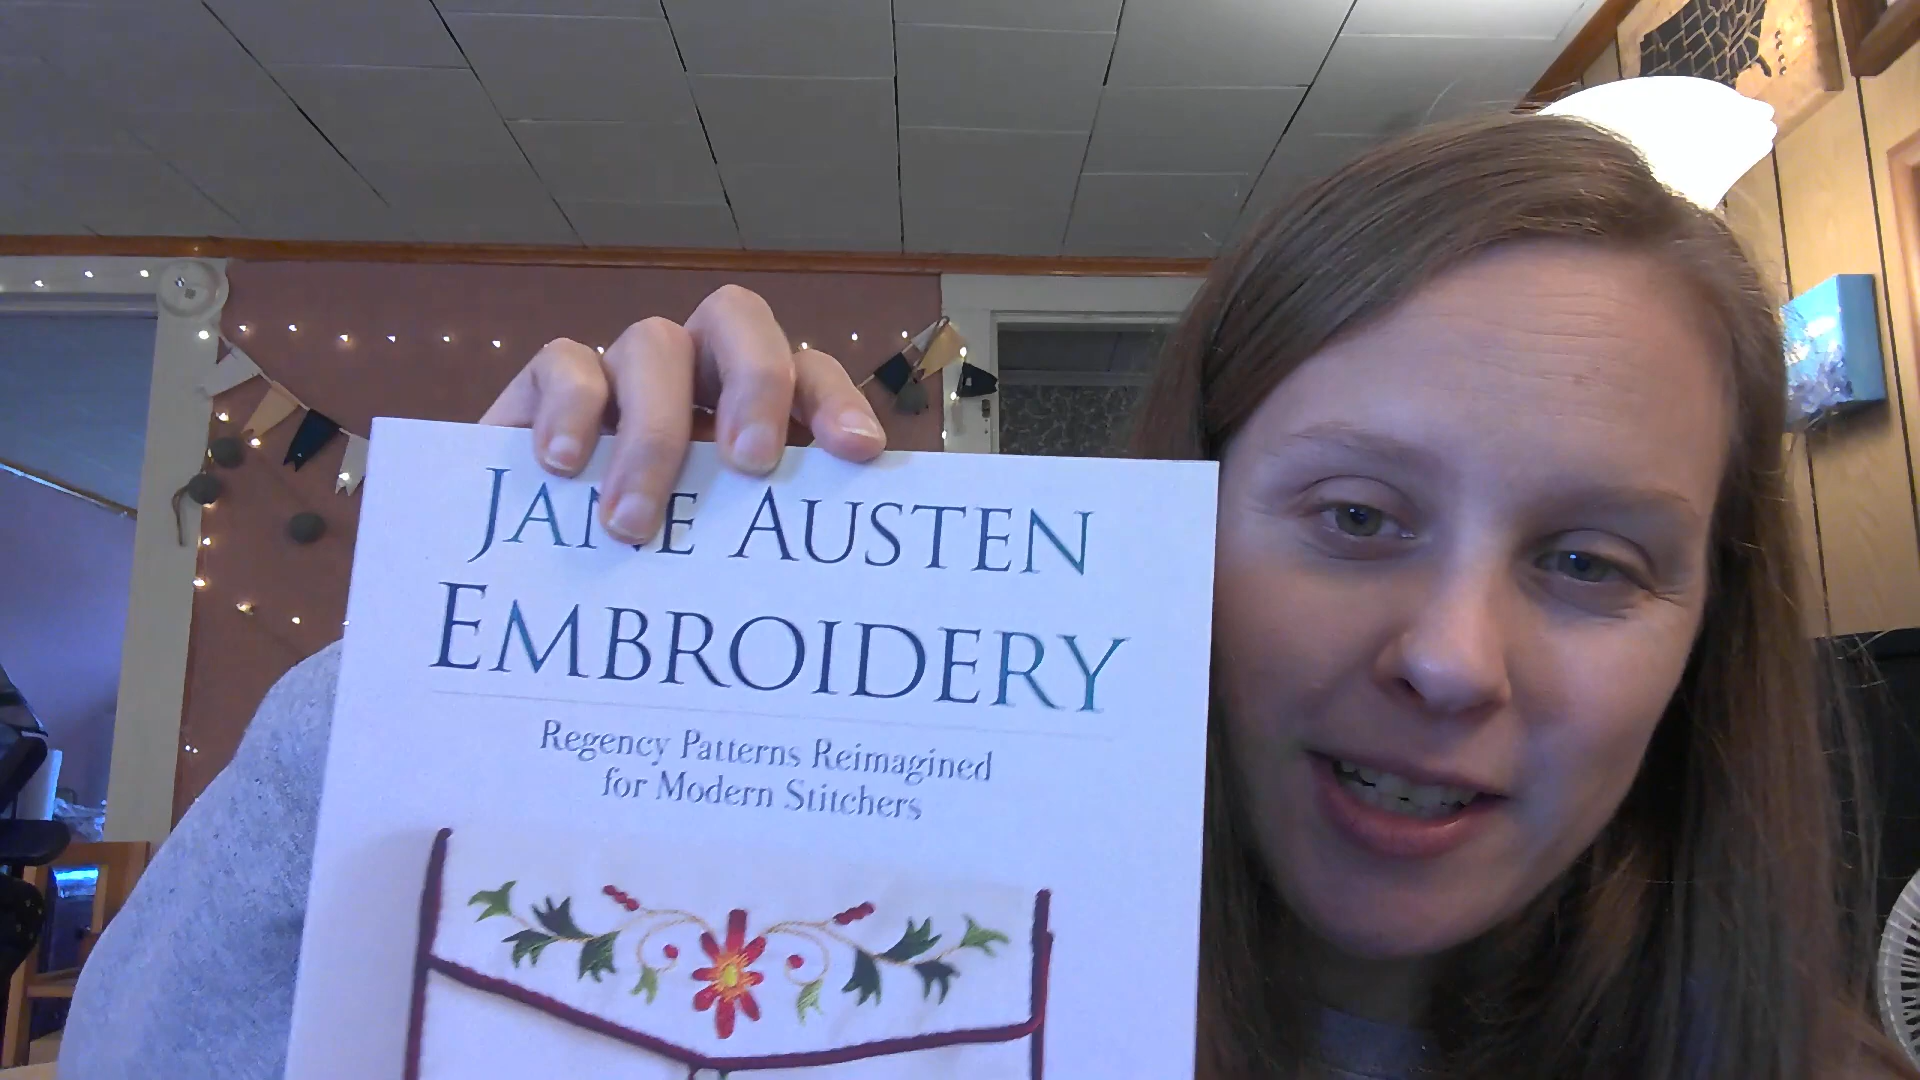 JANE AUSTEN
EMBROIDERY
Regency Patterns Reimagined
for Modern Stitchers